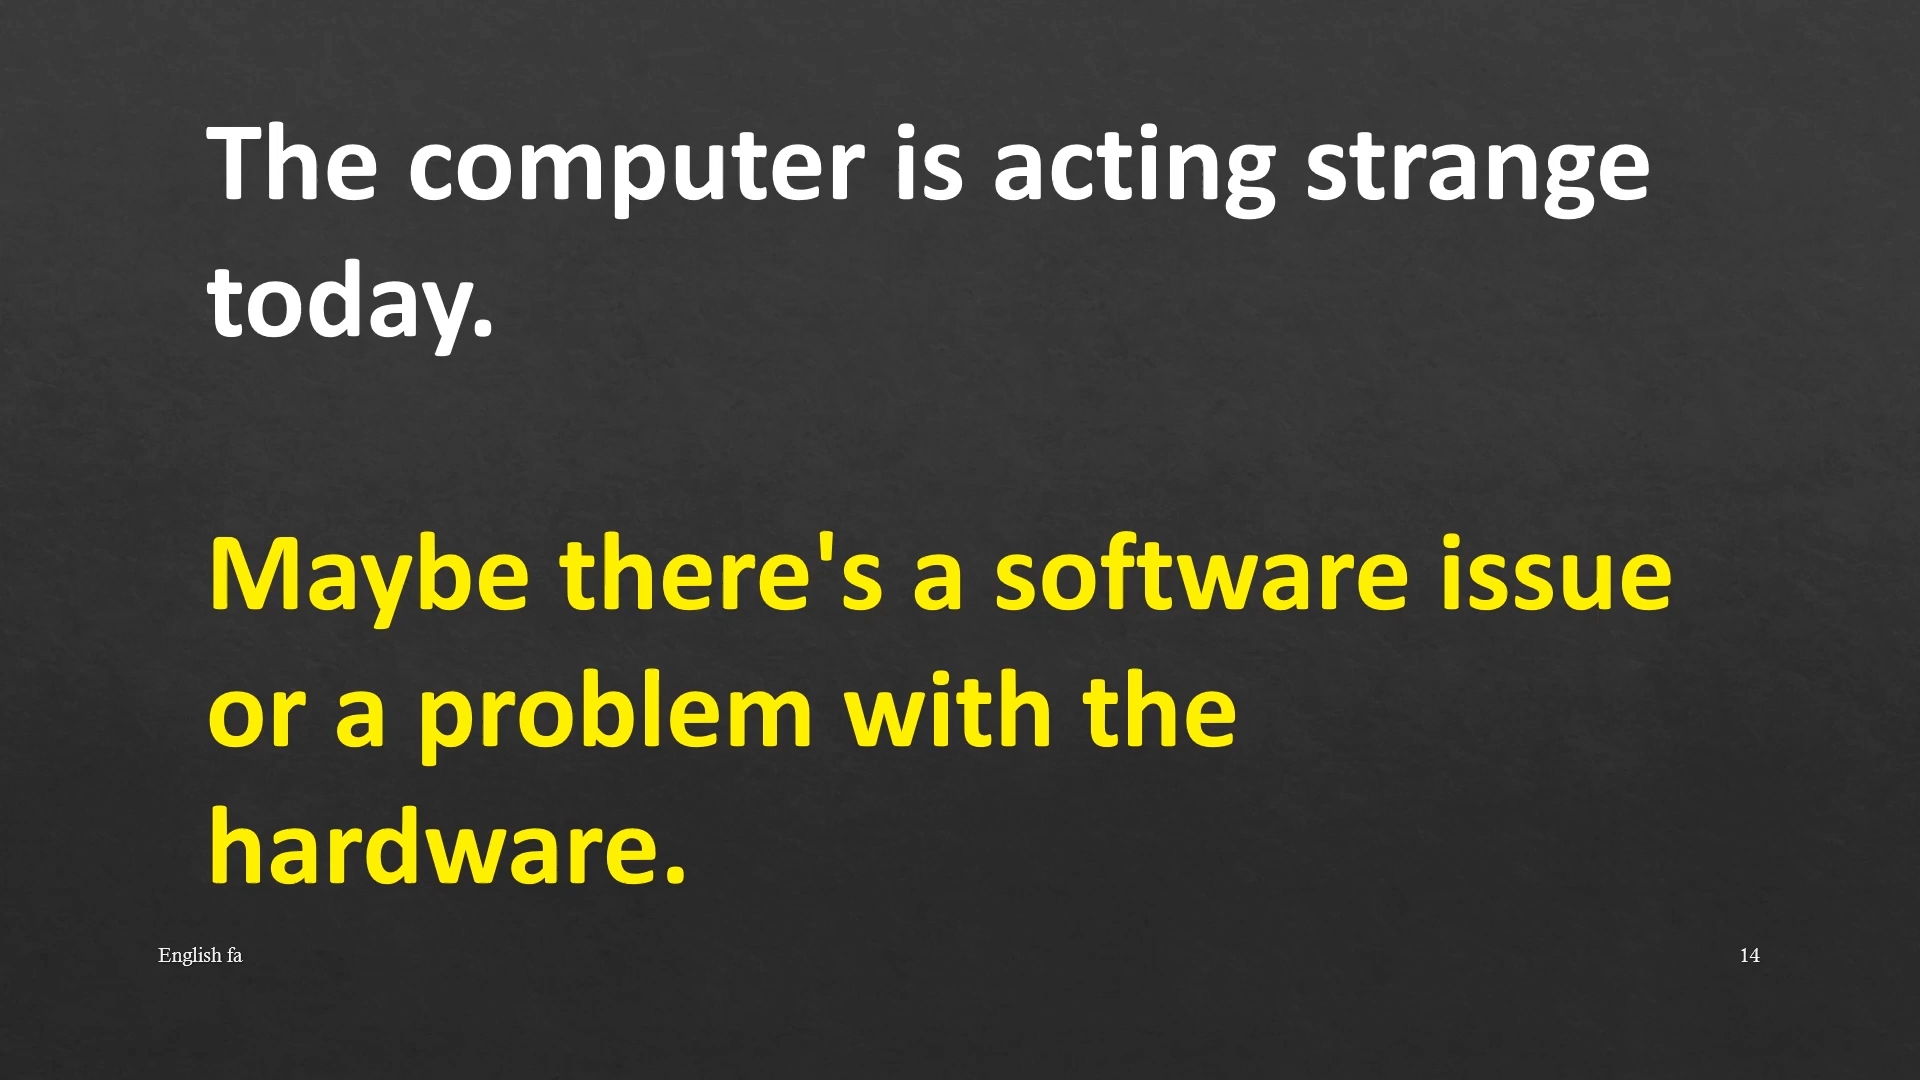 The computer is acting strange
today.
Maybe there's a software issue
or a problem with the
hardware.
English fa
14